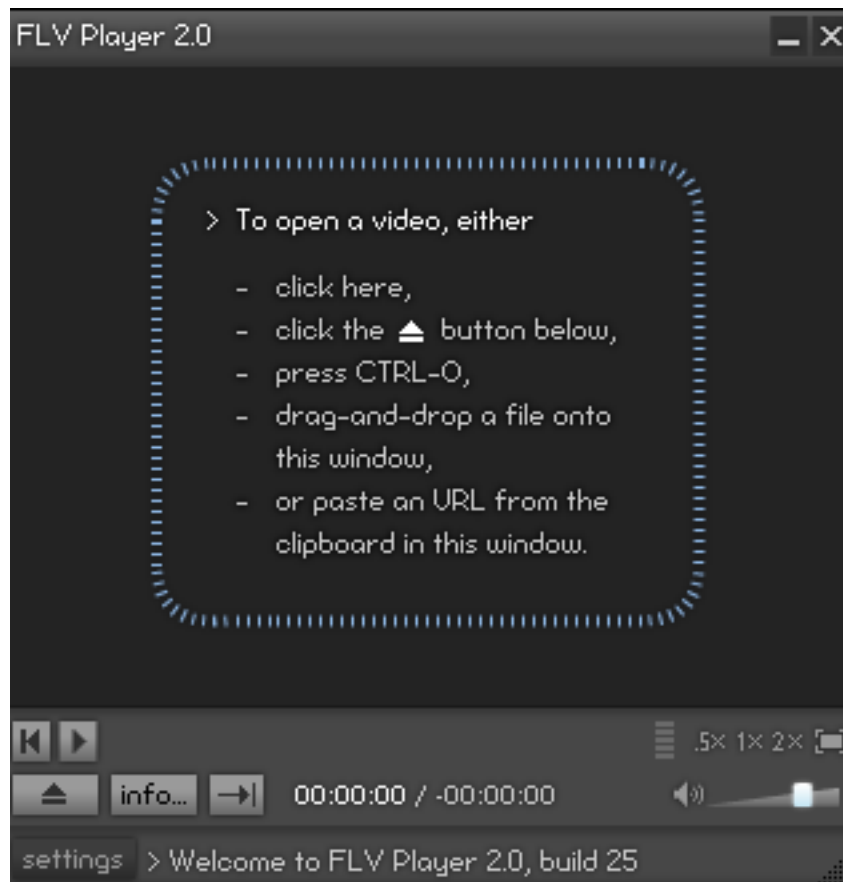 FLV Player 2.0
> To open a video, either
- click here,
- click the button below,
- press CTRL-O,
- drag-and-drop a file onto
this window,
- or paste an URL from the
clipboard in this window.
.5× 1× 2×
info... 00:00:00 / -00:00:00
settings > Welcome to FLV Player 2.0, build 25